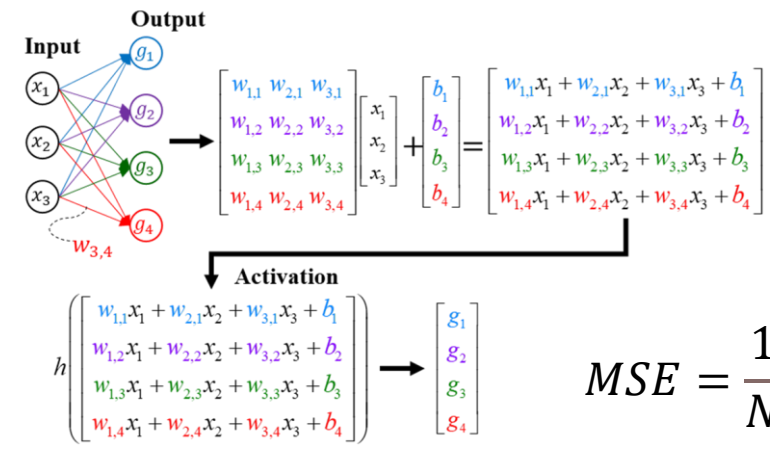 Output
Input
x₁
x₂
x₃
g₁
g₂
g₃
g₄
w₃,₄
[w₁,₁ w₂,₁ w₃,₁] [x₁] + [b₁] = [w₁,₁x₁ + w₂,₁x₂ + w₃,₁x₃ + b₁]
[w₁,₂ w₂,₂ w₃,₂] [x₂] + [b₂] = [w₁,₂x₁ + w₂,₂x₂ + w₃,₂x₃ + b₂]
[w₁,₃ w₂,₃ w₃,₃] [x₃] + [b₃] = [w₁,₃x₁ + w₂,₃x₂ + w₃,₃x₃ + b₃]
[w₁,₄ w₂,₄ w₃,₄] [b₄] [w₁,₄x₁ + w₂,₄x₂ + w₃,₄x₃ + b₄]
Activation
h
w₁,₁x₁ + w₂,₁x₂ + w₃,₁x₃ + b₁
w₁,₂x₁ + w₂,₂x₂ + w₃,₂x₃ + b₂
w₁,₃x₁ + w₂,₃x₂ + w₃,₃x₃ + b₃
w₁,₄x₁ + w₂,₄x₂ + w₃,₄x₃ + b₄
g₁
g₂
g₃
g₄
MSE = 1/N